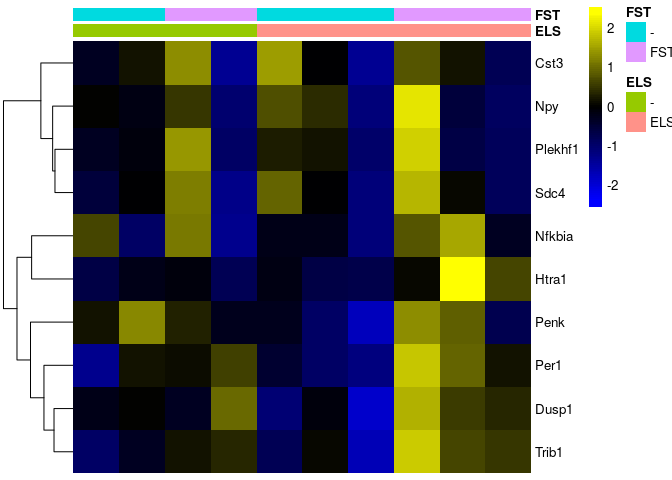 FST
ELS
Cst3
Npy
Plekhf1
Sdc4
Nfkbia
Htra1
Penk
Per1
Dusp1
Trib1
2
1
0
-1
-2
FST
-
FST
ELS
-
ELS